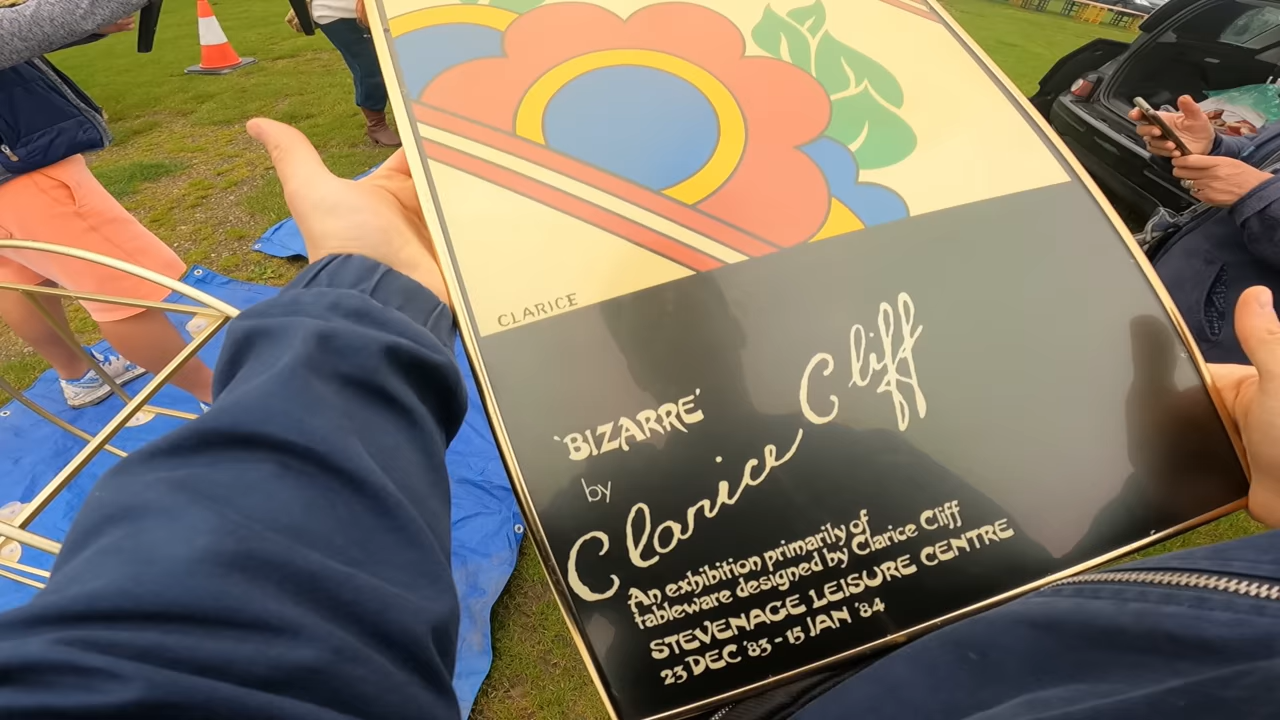 CLARICE
'BIZARRE'
by
Clarice Cliff
An exhibition primarily of
tableware designed by Clarice Cliff
STEVENAGE LEISURE CENTRE
23 DEC '83 - 15 JAN '84